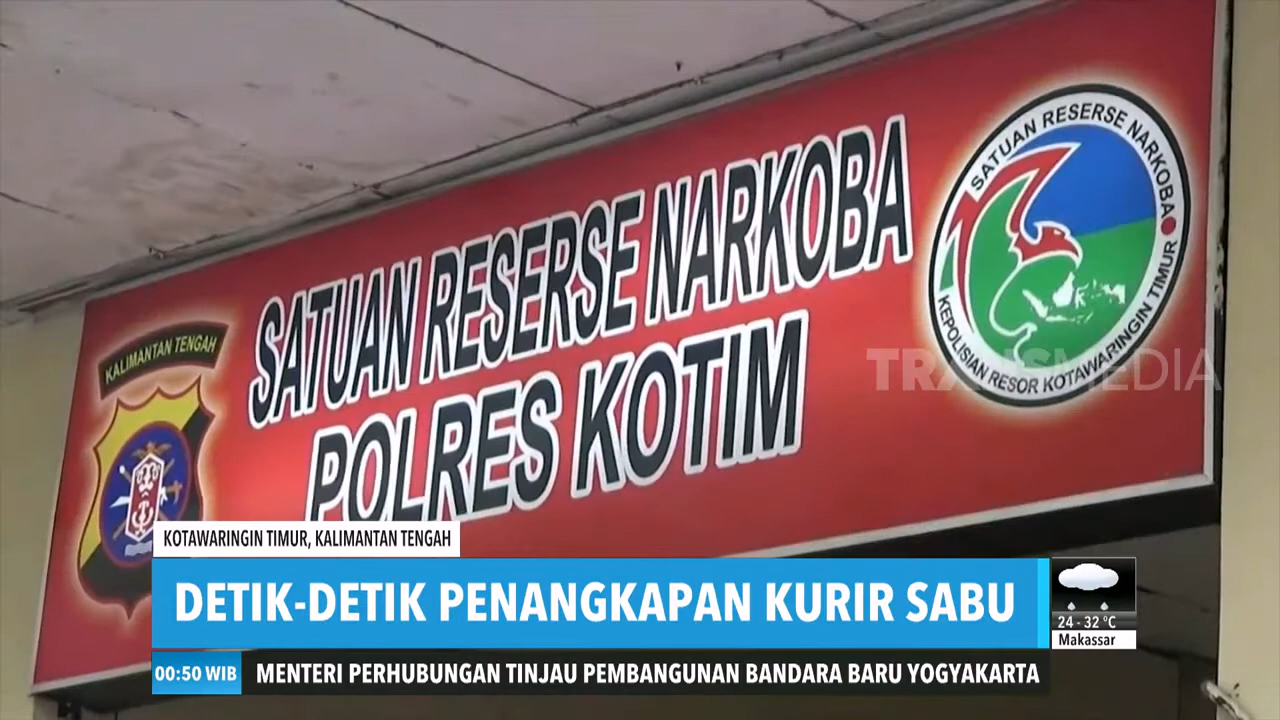 KALIMANTAN TENGAH
SATUAN RESERSE NARKOBA
POLRES KOTIM
SATUAN RESERSE NARKOBA
KEPOLISIAN RESOR KOTAWARINGIN TIMUR
TRANSMEDIA
KOTAWARINGIN TIMUR, KALIMANTAN TENGAH
DETIK-DETIK PENANGKAPAN KURIR SABU
24 - 32 °C
Makassar
00:50 WIB
MENTERI PERHUBUNGAN TINJAU PEMBANGUNAN BANDARA BARU YOGYAKARTA